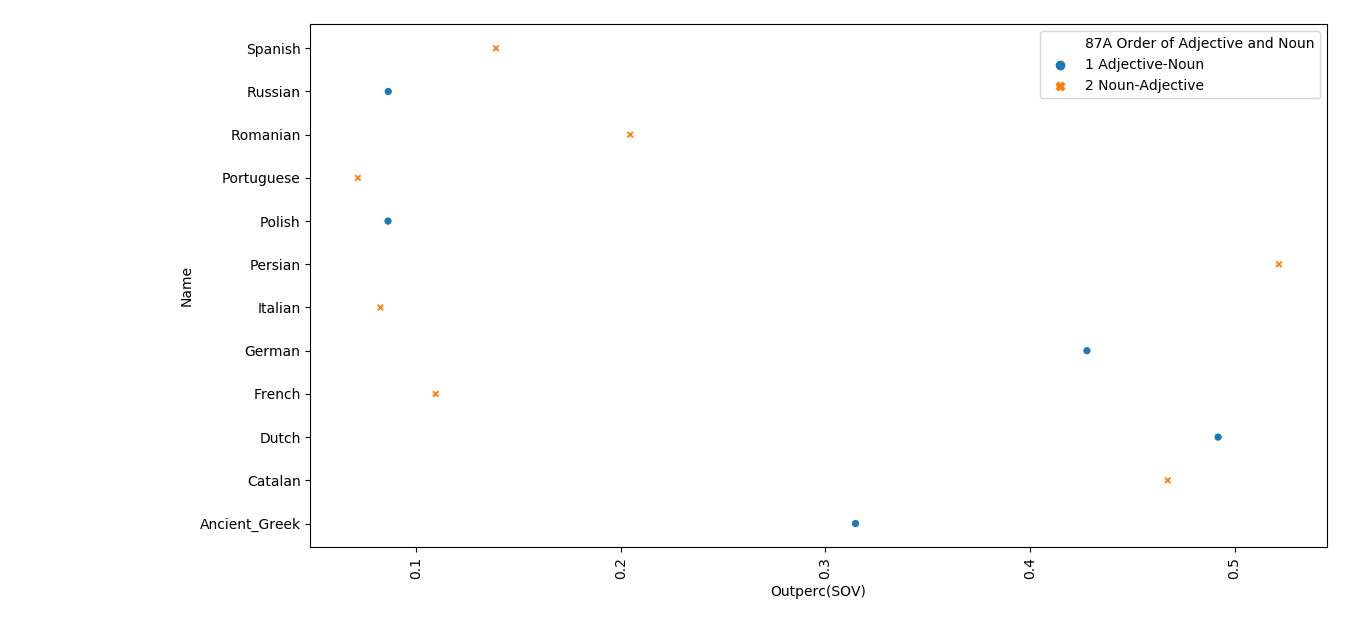 87A Order of Adjective and Noun
1 Adjective-Noun
2 Noun-Adjective
Name
Spanish
Russian
Romanian
Portuguese
Polish
Persian
Italian
German
French
Dutch
Catalan
Ancient_Greek
0.1
0.2
0.3
0.4
0.5
Outperc(SOV)